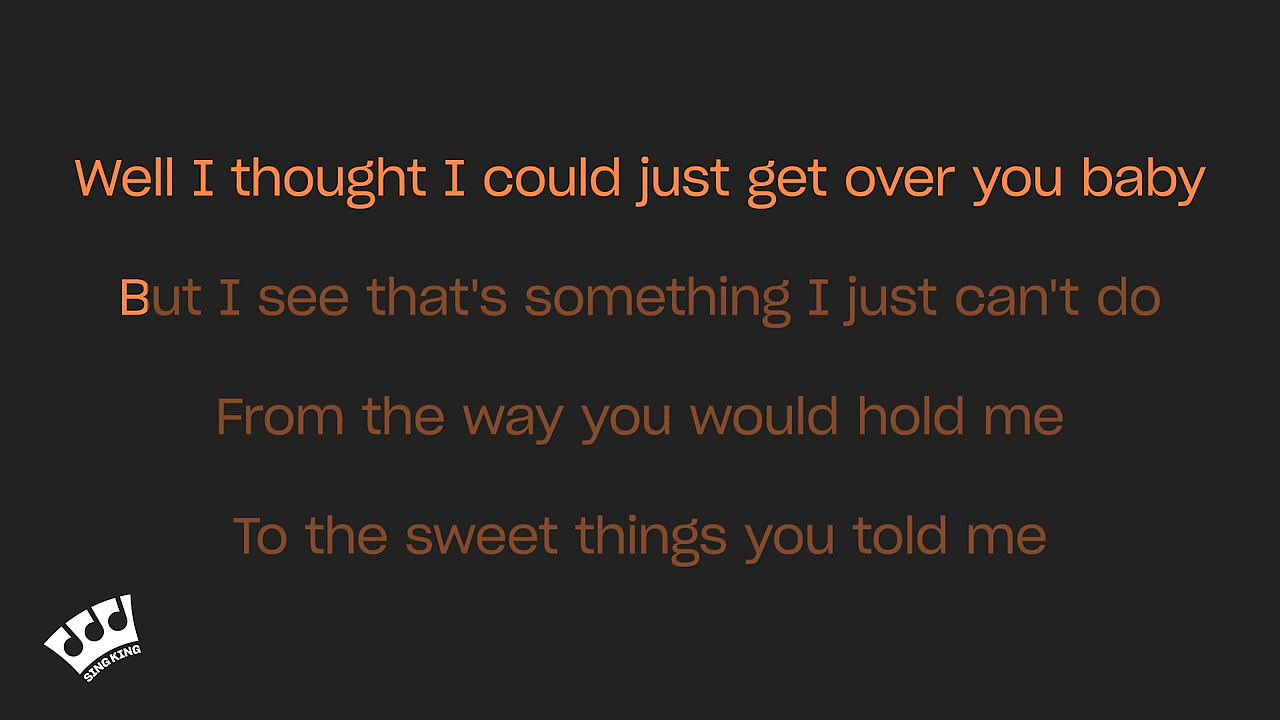 Well I thought I could just get over you baby
But I see that's something I just can't do
From the way you would hold me
To the sweet things you told me
SING KING